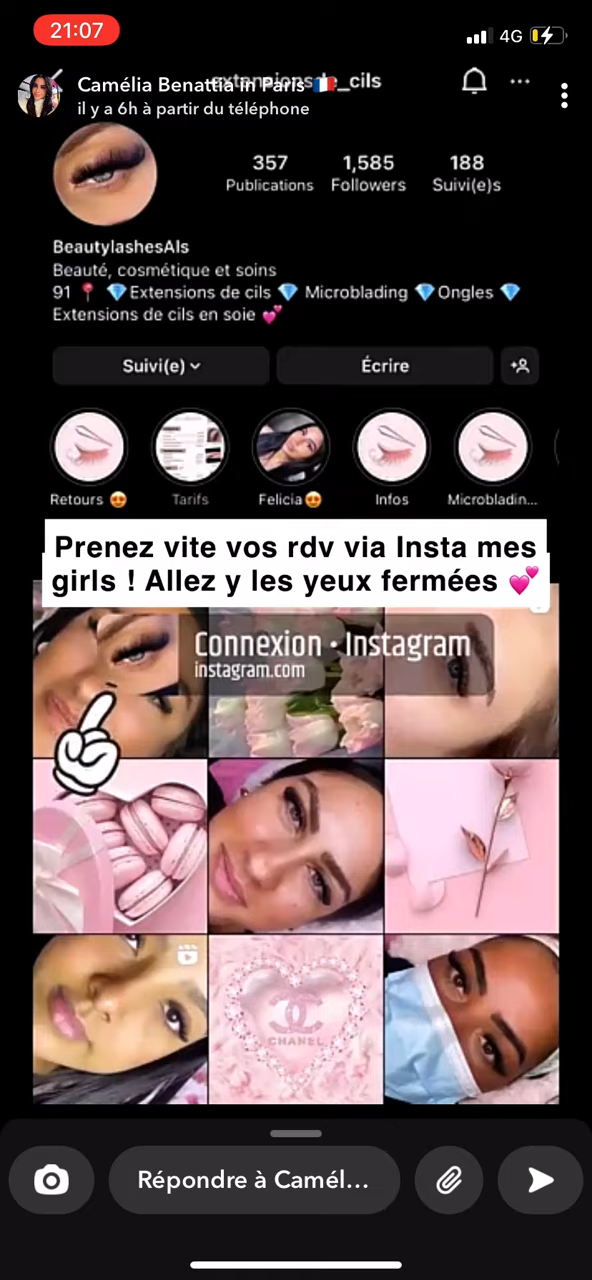 21:07
4G
extensionsde_cils
Camélia Benattia in Paris 🇫🇷
il y a 6h à partir du téléphone
357 1,585 188
Publications Followers Suivi(e)s
BeautylashesAls
Beauté, cosmétique et soins
91 📍 💎Extensions de cils 💎 Microblading 💎Ongles 💎
Extensions de cils en soie 💕
Suivi(e) Écrire
Retours 😍 Tarifs Felicia😍 Infos Microbladin...
Prenez vite vos rdv via Insta mes
girls ! Allez y les yeux fermées 💕
Connexion • Instagram
instagram.com
CHANEL
Répondre à Camél...